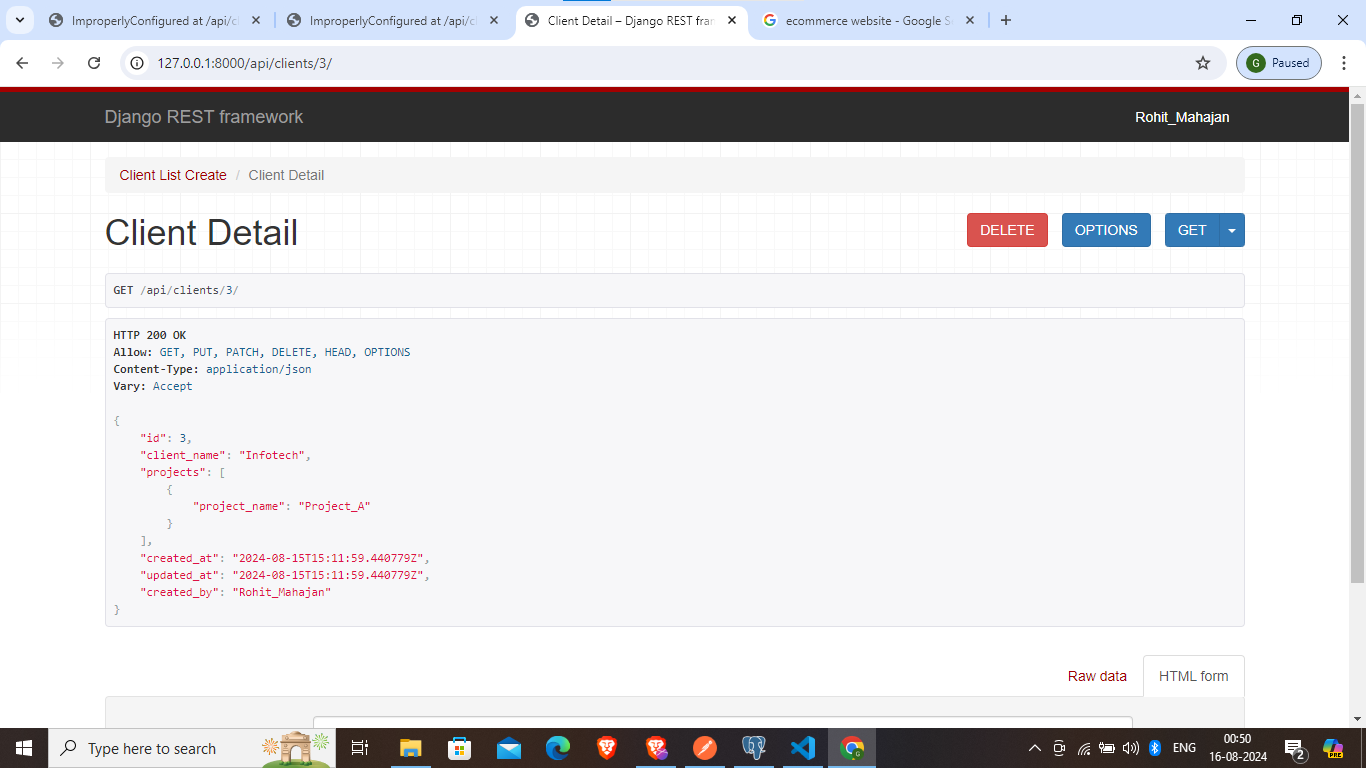 ImproperlyConfigured at /api/cl
ImproperlyConfigured at /api/cl
Client Detail – Django REST fram
ecommerce website - Google Se
127.0.0.1:8000/api/clients/3/
G
Paused
Django REST framework
Rohit_Mahajan
Client List Create / Client Detail
Client Detail
DELETE
OPTIONS
GET
GET /api/clients/3/
HTTP 200 OK
Allow: GET, PUT, PATCH, DELETE, HEAD, OPTIONS
Content-Type: application/json
Vary: Accept
{
"id": 3,
"client_name": "Infotech",
"projects": [
{
"project_name": "Project_A"
}
],
"created_at": "2024-08-15T15:11:59.440779Z",
"updated_at": "2024-08-15T15:11:59.440779Z",
"created_by": "Rohit_Mahajan"
}
Raw data
HTML form
Type here to search
ENG
00:50
16-08-2024
2
PRE